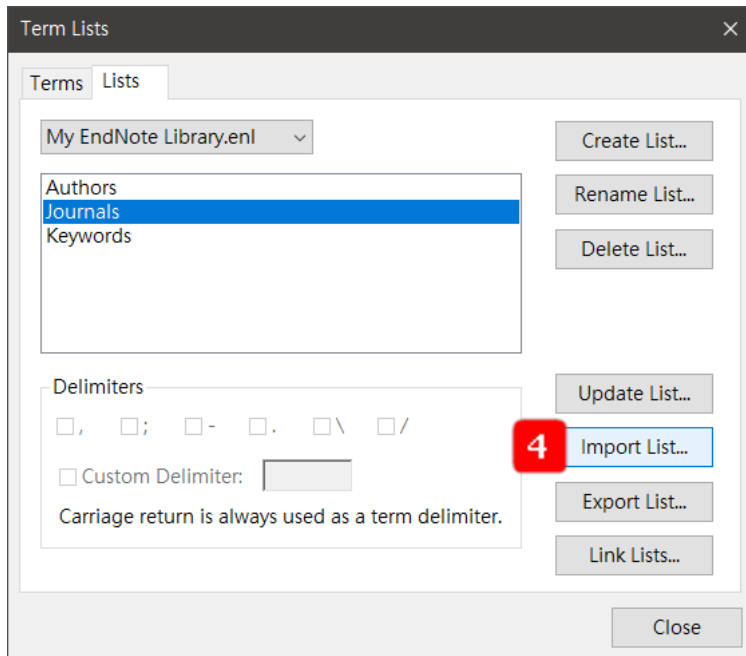 Term Lists
Terms Lists
My EndNote Library.enl
Create List...
Authors
Journals
Keywords
Rename List...
Delete List...
Delimiters
, ; - . \ /
Custom Delimiter:
Carriage return is always used as a term delimiter.
Update List...
4 Import List...
Export List...
Link Lists...
Close